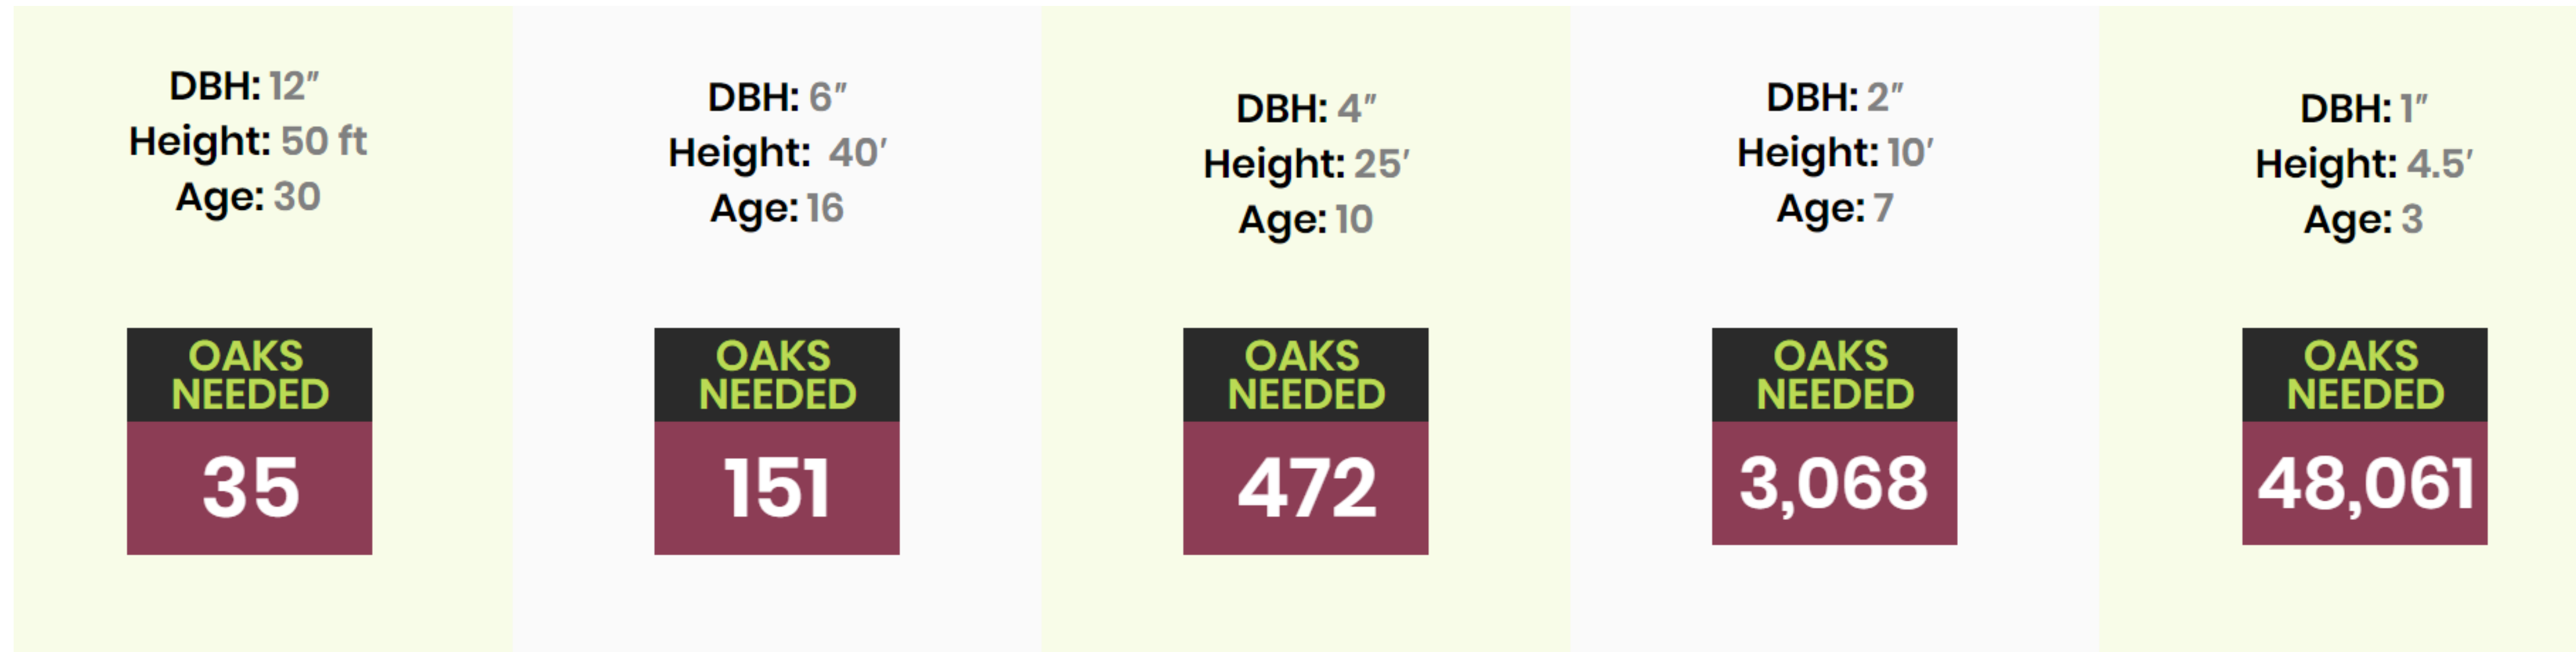 DBH: 12″
Height: 50 ft
Age: 30
OAKS
NEEDED
35
DBH: 6″
Height: 40′
Age: 16
OAKS
NEEDED
151
DBH: 4″
Height: 25′
Age: 10
OAKS
NEEDED
472
DBH: 2″
Height: 10′
Age: 7
OAKS
NEEDED
3,068
DBH: 1″
Height: 4.5′
Age: 3
OAKS
NEEDED
48,061